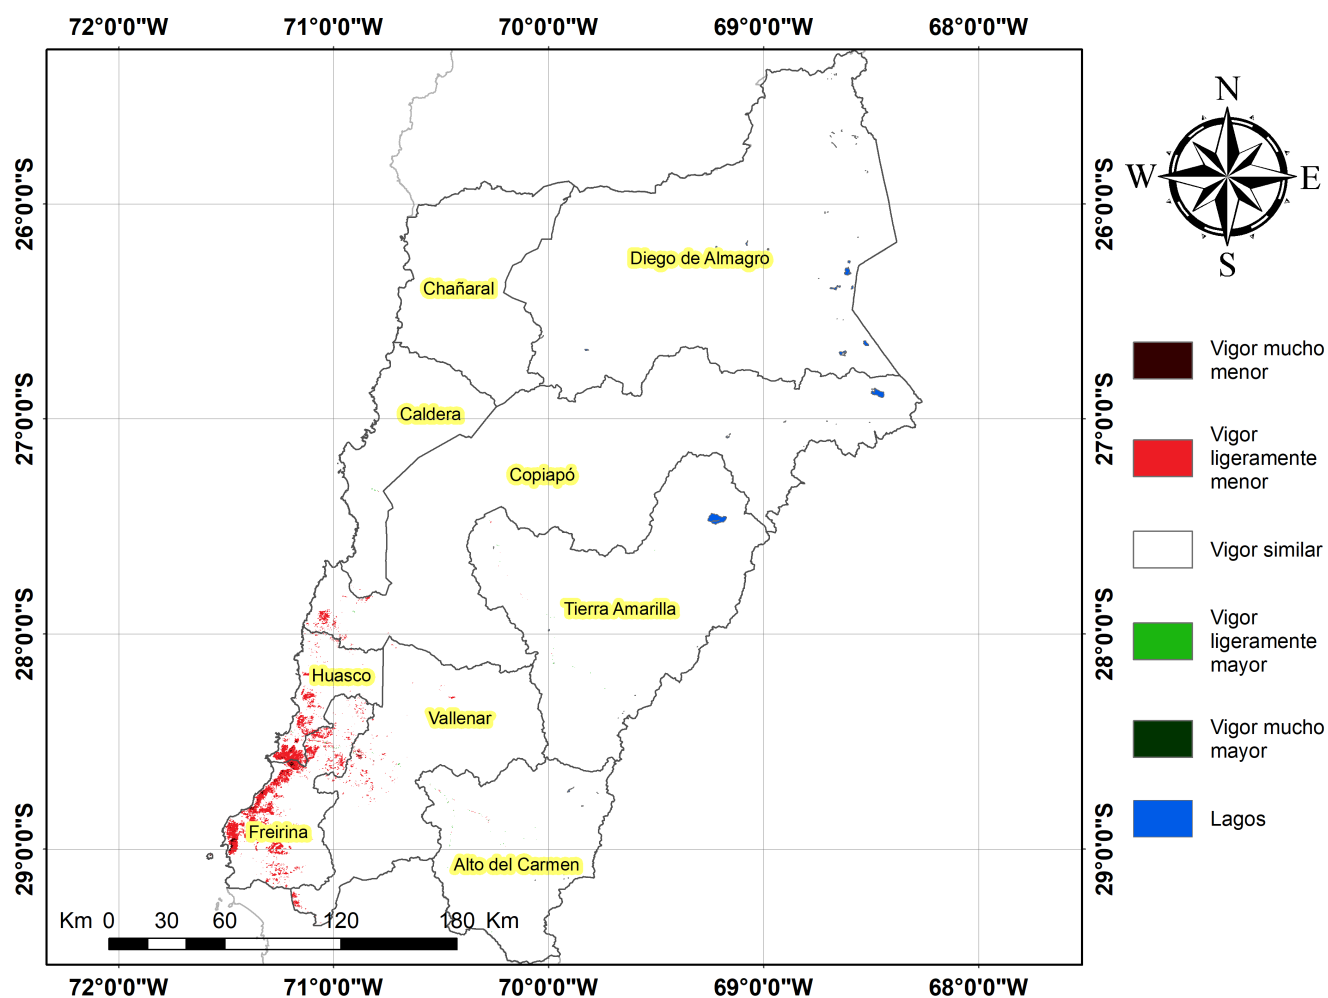 72°0'0"W 71°0'0"W 70°0'0"W 69°0'0"W 68°0'0"W
26°0'0"S
27°0'0"S
28°0'0"S
29°0'0"S
Diego de Almagro
Chañaral
Caldera
Copiapó
Tierra Amarilla
Huasco
Vallenar
Freirina
Alto del Carmen
Km 0 30 60 120 180 Km
72°0'0"W 71°0'0"W 70°0'0"W 69°0'0"W 68°0'0"W
26°0'0"S
27°0'0"S
28°0'0"S
29°0'0"S
N
W E
S
Vigor mucho
menor
Vigor
ligeramente
menor
Vigor similar
Vigor
ligeramente
mayor
Vigor mucho
mayor
Lagos